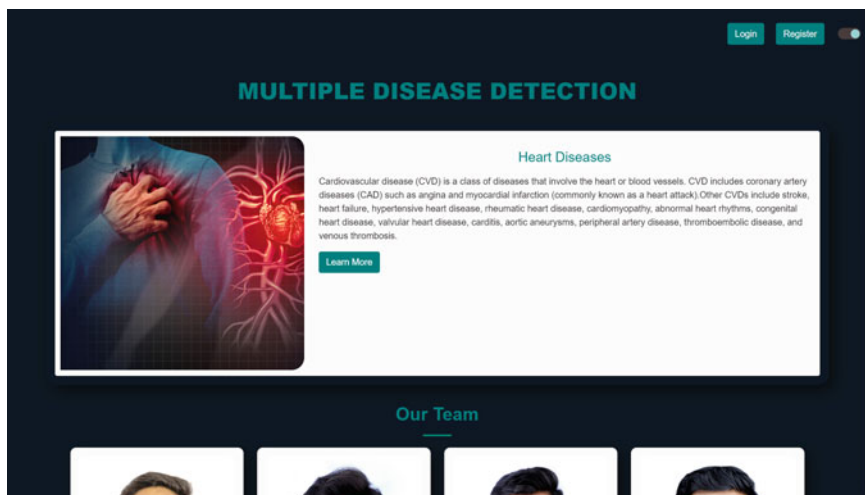 Login
Register
MULTIPLE DISEASE DETECTION
Heart Diseases
Cardiovascular disease (CVD) is a class of diseases that involve the heart or blood vessels. CVD includes coronary artery
diseases (CAD) such as angina and myocardial infarction (commonly known as a heart attack).Other CVDs include stroke,
heart failure, hypertensive heart disease, rheumatic heart disease, cardiomyopathy, abnormal heart rhythms, congenital
heart disease, valvular heart disease, carditis, aortic aneurysms, peripheral artery disease, thromboembolic disease, and
venous thrombosis.
Learn More
Our Team